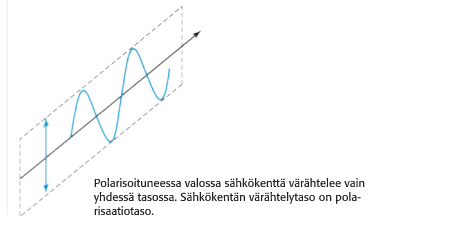 Polarisoituneessa valossa sähkökenttä värähtelee vain
yhdessä tasossa. Sähkökentän värähtelytaso on pola-
risaatiotaso.